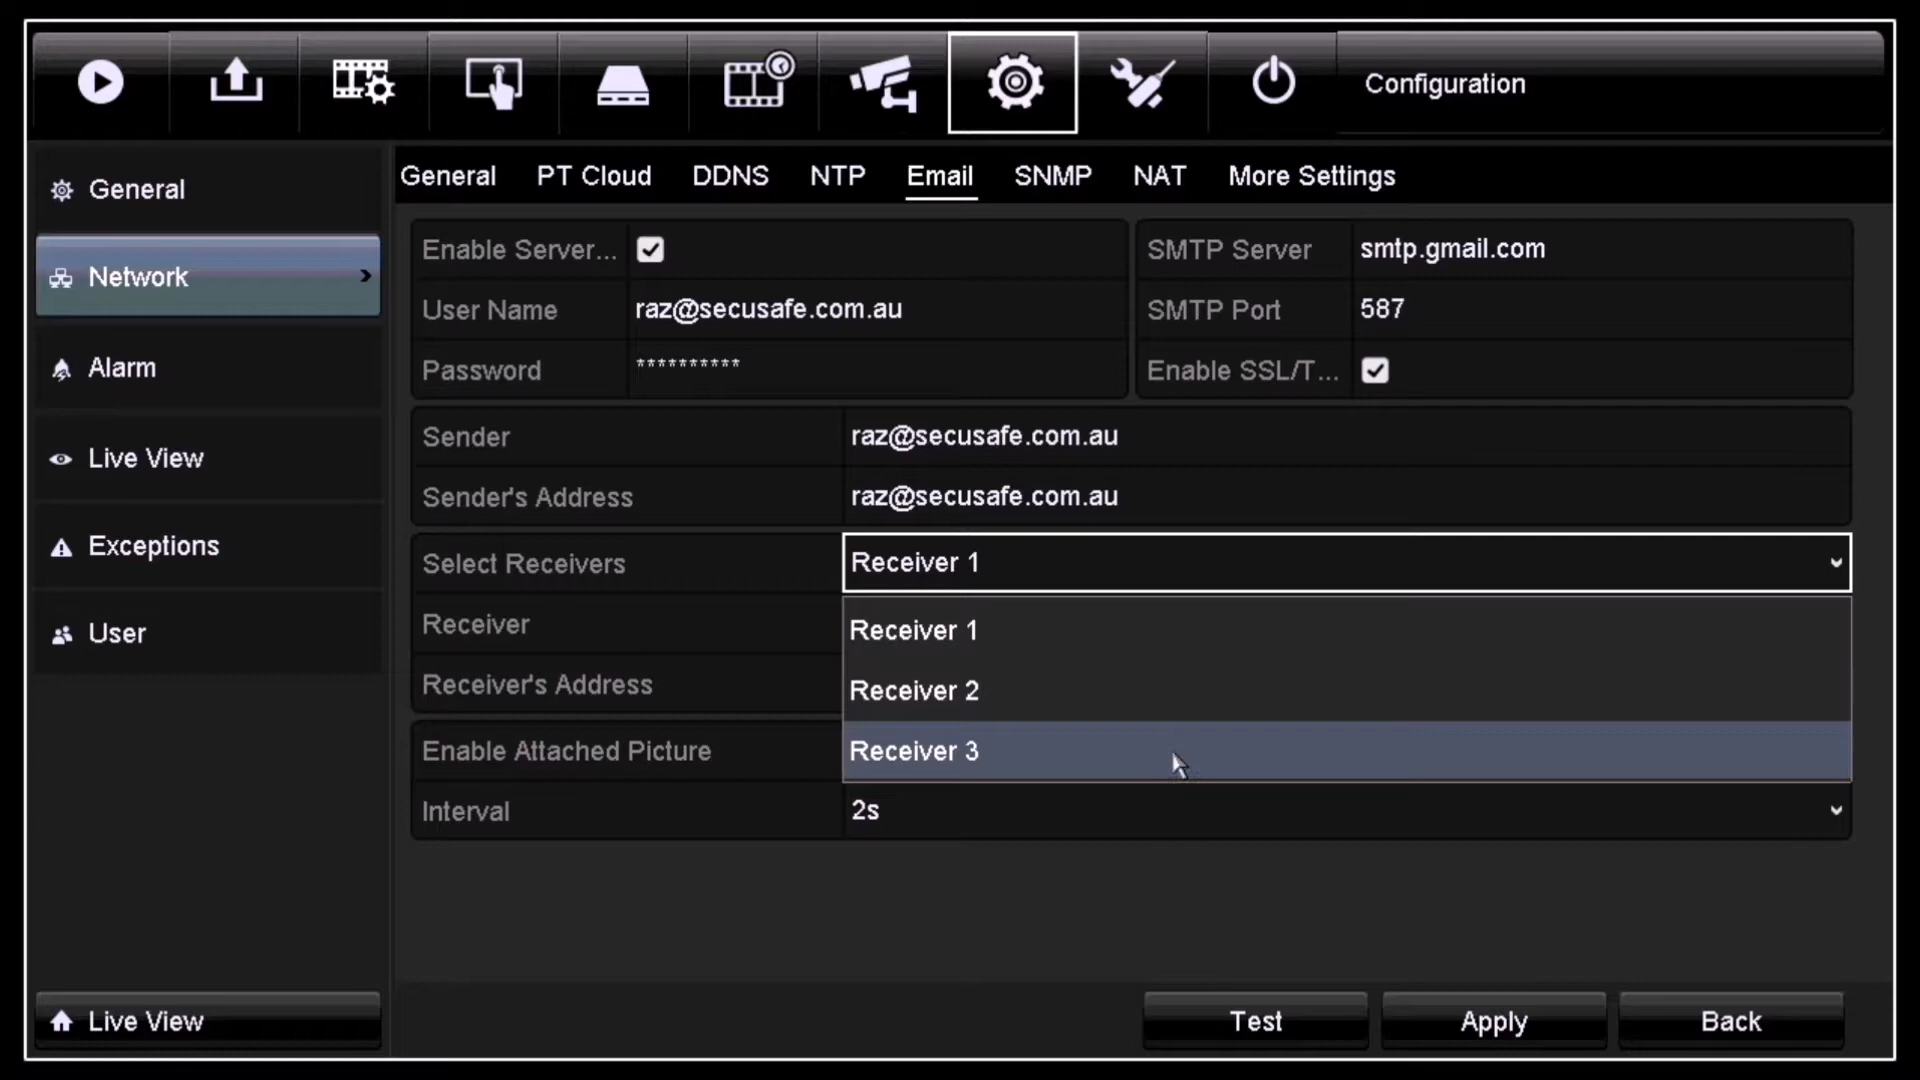 Configuration
General PT Cloud DDNS NTP Email SNMP NAT More Settings
General
Network
Alarm
Live View
Exceptions
User
Enable Server... 
User Name raz@secusafe.com.au
Password **********
SMTP Server smtp.gmail.com
SMTP Port 587
Enable SSL/T...
Sender raz@secusafe.com.au
Sender's Address raz@secusafe.com.au
Select Receivers Receiver 1
Receiver
Receiver's Address
Receiver 1
Receiver 2
Receiver 3
Enable Attached Picture
Interval 2s
Live View
Test Apply Back